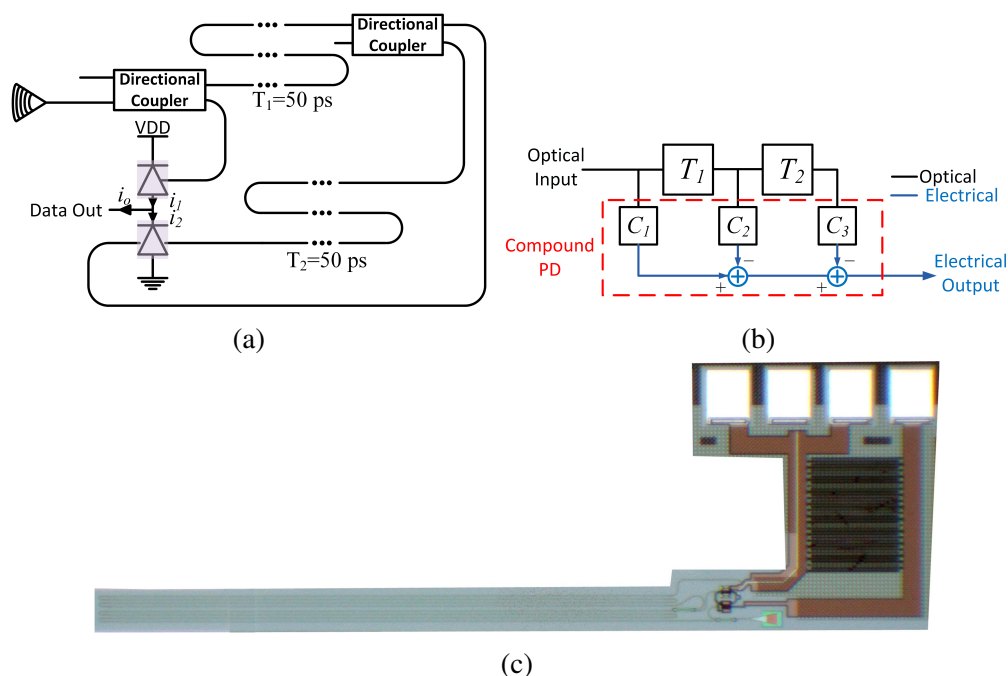 Directional
Coupler
Directional
Coupler
T1=50 ps
VDD
io
i1
Data Out
i2
T2=50 ps
(a)
Optical
Input
T1
T2
Optical
Electrical
C1
C2
C3
Compound
PD
−
−
+
+
Electrical
Output
(b)
(c)